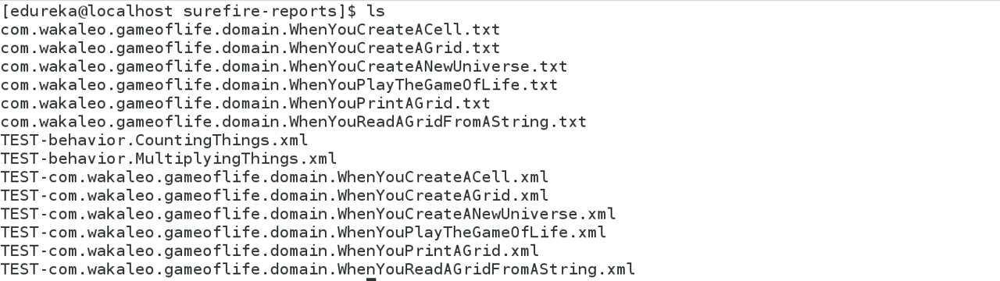 [edureka@localhost surefire-reports]$ ls
com.wakaleo.gameoflife.domain.WhenYouCreateACell.txt
com.wakaleo.gameoflife.domain.WhenYouCreateAGrid.txt
com.wakaleo.gameoflife.domain.WhenYouCreateANewUniverse.txt
com.wakaleo.gameoflife.domain.WhenYouPlayTheGameOfLife.txt
com.wakaleo.gameoflife.domain.WhenYouPrintAGrid.txt
com.wakaleo.gameoflife.domain.WhenYouReadAGridFromAString.txt
TEST-behavior.CountingThings.xml
TEST-behavior.MultiplyingThings.xml
TEST-com.wakaleo.gameoflife.domain.WhenYouCreateACell.xml
TEST-com.wakaleo.gameoflife.domain.WhenYouCreateAGrid.xml
TEST-com.wakaleo.gameoflife.domain.WhenYouCreateANewUniverse.xml
TEST-com.wakaleo.gameoflife.domain.WhenYouPlayTheGameOfLife.xml
TEST-com.wakaleo.gameoflife.domain.WhenYouPrintAGrid.xml
TEST-com.wakaleo.gameoflife.domain.WhenYouReadAGridFromAString.xml